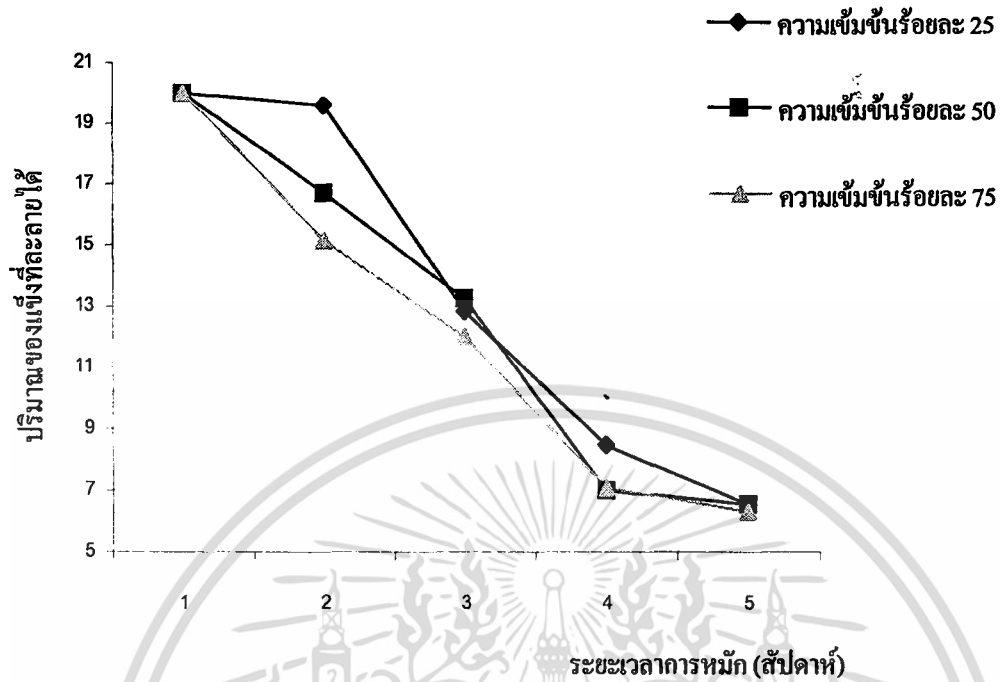 ความเข้มข้นร้อยละ 25
ความเข้มข้นร้อยละ 50
ความเข้มข้นร้อยละ 75
ปริมาณของแข็งที่ละลายได้
21
19
17
15
13
11
9
7
5
1 2 3 4 5
ระยะเวลาการหมัก (สัปดาห์)